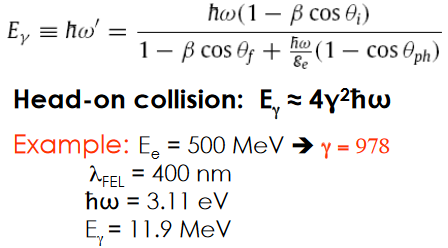 E_γ ≡ ħω′ = ħω(1 − β cos θ_i) / 1 − β cos θ_f + ħω/ℰ_e (1 − cos θ_ph)
Head-on collision: E_γ ≈ 4γ²ħω
Example: E_e = 500 MeV ➔ γ = 978
λ_FEL = 400 nm
ħω = 3.11 eV
E_γ = 11.9 MeV